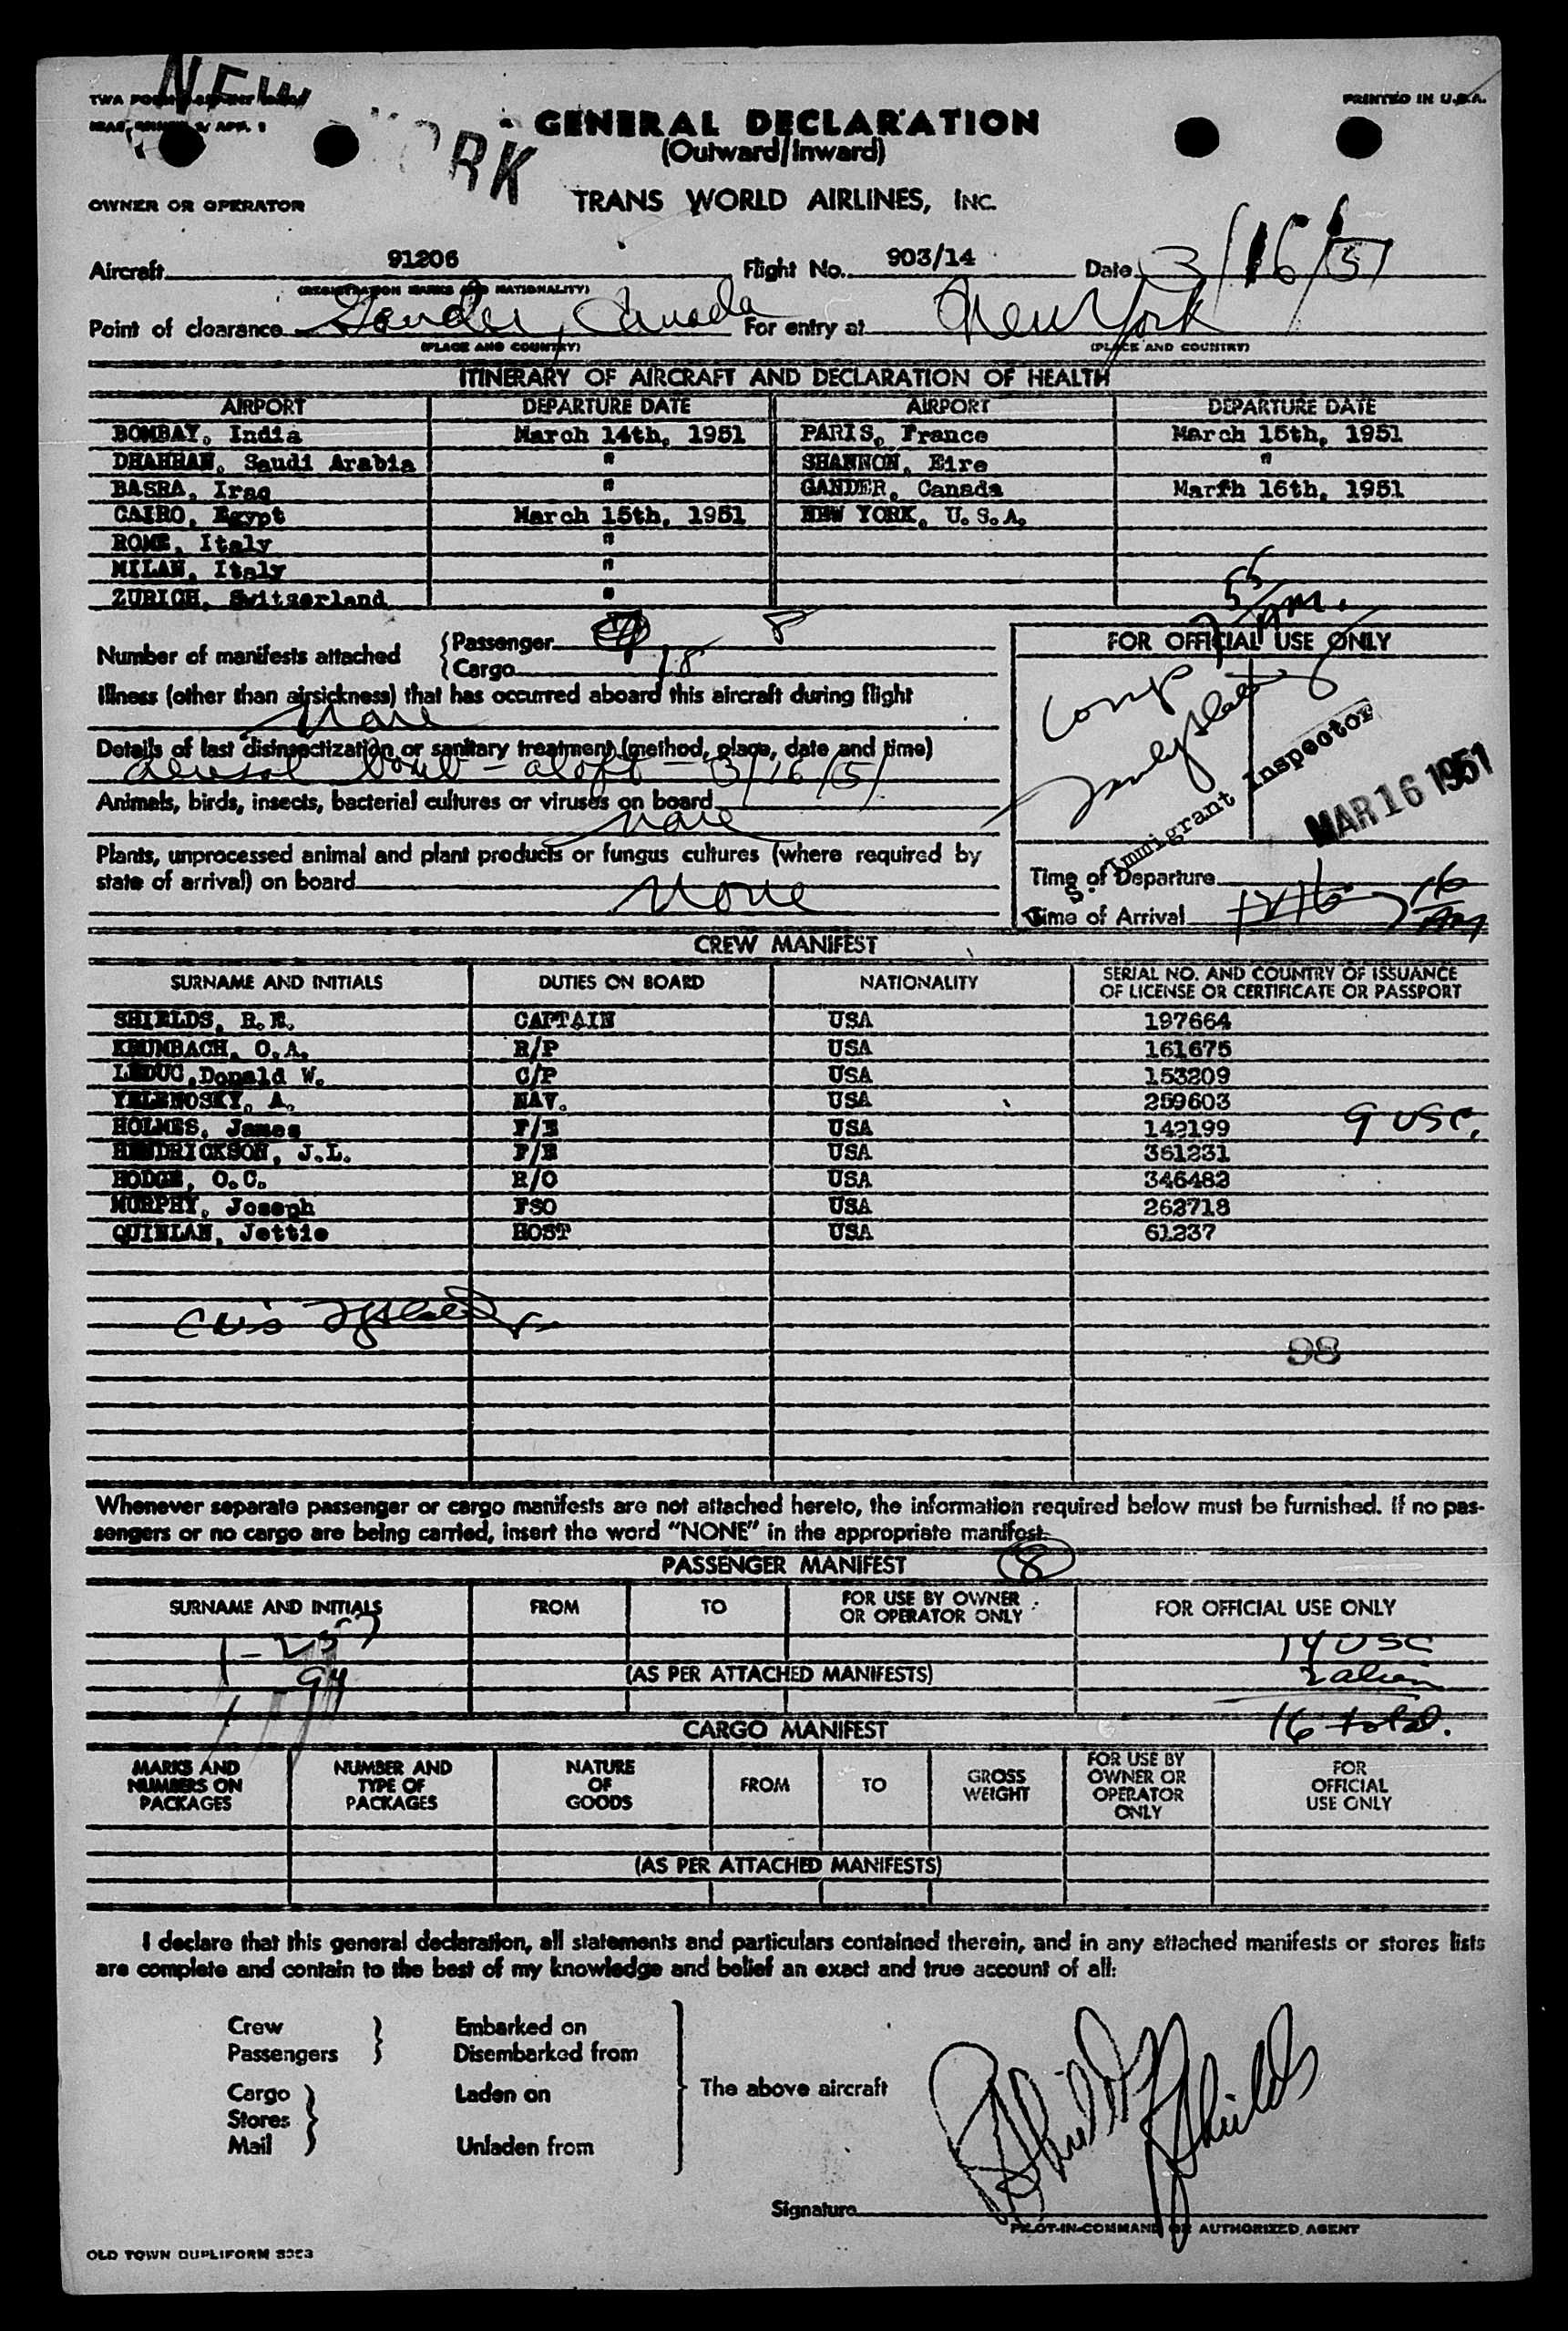 NEW YORK
PRINTED IN U.S.A.
GENERAL DECLARATION
(Outward/Inward)
OWNER OR OPERATOR
TRANS WORLD AIRLINES, INC.
Aircraft 91206 Flight No. 903/14 Date 3/16/51
(REGISTRATION MARKS AND NATIONALITY)
Point of clearance Gander, Canada For entry at New York
(PLACE AND COUNTRY) (PLACE AND COUNTRY)
ITINERARY OF AIRCRAFT AND DECLARATION OF HEALTH
AIRPORT DEPARTURE DATE AIRPORT DEPARTURE DATE
BOMBAY, India March 14th, 1951 PARIS, France March 15th, 1951
DHAHRAN, Saudi Arabia " SHANNON, Eire "
BASRA, Iraq " GANDER, Canada Marfh 16th, 1951
CAIRO, Egypt March 15th, 1951 NEW YORK, U.S.A.
ROME, Italy "
MILAN, Italy "
ZURICH, Switzerland "
Number of manifests attached
Passenger 8
Cargo 18
FOR OFFICIAL USE ONLY
Illness (other than airsickness) that has occurred aboard this aircraft during flight
None
Details of last disinsectization or sanitary treatment (method, place, date and time)
aerosol bomb - aloft - 3/16/51
Animals, birds, insects, bacterial cultures or viruses on board
None
Plants, unprocessed animal and plant products or fungus cultures (where required by
state of arrival) on board None
Comp
U.S. Immigrant Inspector
MAR 16 1951
Time of Departure
Time of Arrival
CREW MANIFEST
SURNAME AND INITIALS DUTIES ON BOARD NATIONALITY SERIAL NO. AND COUNTRY OF ISSUANCE
OF LICENSE OR CERTIFICATE OR PASSPORT
SHIELDS, R.R. CAPTAIN USA 197664
KRUMBACH, O.A. R/P USA 161675
LEDUC, Donald W. C/P USA 153209
YELENOSKY, A. NAV. USA 259603
HOLMES, James F/E USA 142199 9 USC.
HENDRICKSON, J.L. F/E USA 361231
HODGE, O.C. R/O USA 346482
MURPHY, Joseph FSO USA 262718
QUINLAN, Jettie HOST USA 61237
98
Whenever separate passenger or cargo manifests are not attached hereto, the information required below must be furnished. If no pas-
sengers or no cargo are being carried, insert the word "NONE" in the appropriate manifest.
PASSENGER MANIFEST 8
SURNAME AND INITIALS FROM TO FOR USE BY OWNER OR OPERATOR ONLY FOR OFFICIAL USE ONLY
1 - 257 14 USC
94 (AS PER ATTACHED MANIFESTS) 2 alien
16 total.
CARGO MANIFEST
MARKS AND NUMBERS ON PACKAGES NUMBER AND TYPE OF PACKAGES NATURE OF GOODS FROM TO GROSS WEIGHT FOR USE BY OWNER OR OPERATOR ONLY FOR OFFICIAL USE ONLY
(AS PER ATTACHED MANIFESTS)
I declare that this general declaration, all statements and particulars contained therein, and in any attached manifests or stores lists
are complete and contain to the best of my knowledge and belief an exact and true account of all:
Crew Embarked on
Passengers Disembarked from
Cargo Laden on The above aircraft
Stores
Mail Unladen from
Signature R Shields
PILOT-IN-COMMAND OR AUTHORIZED AGENT
OLD TOWN DUPLIFORM